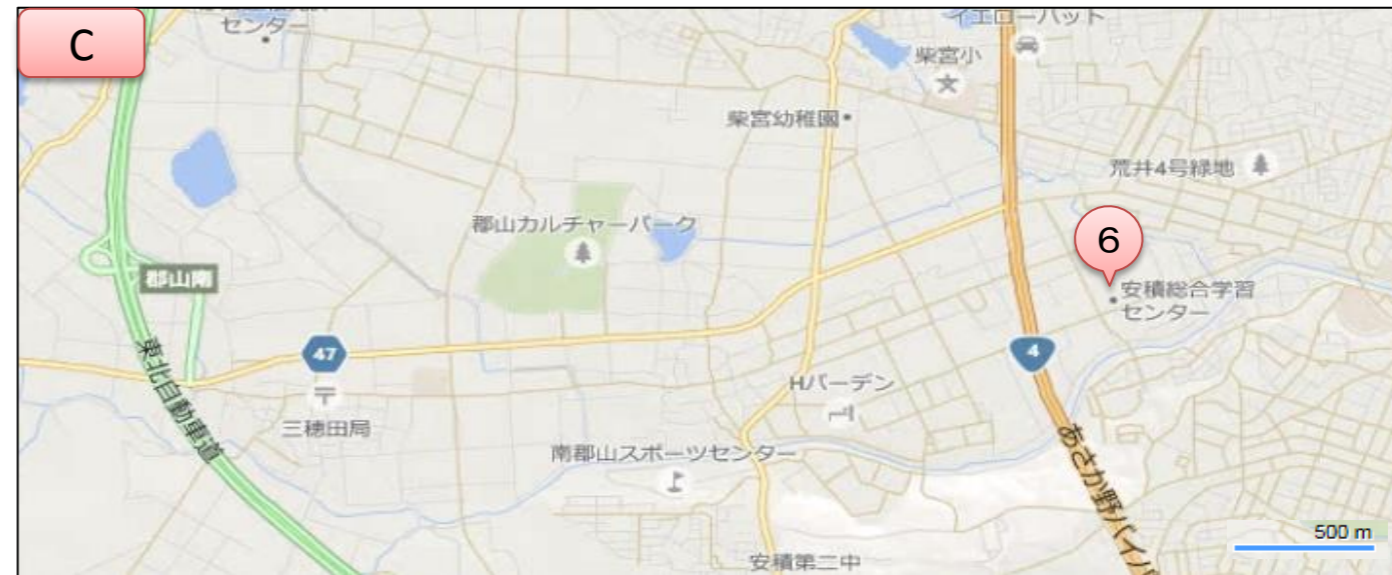 C
センター
イエローハット
柴宮小
柴宮幼稚園
荒井4号緑地
郡山カルチャーパーク
6
郡山南
安積総合学習
センター
47
4
東北自動車道
三穂田局
Hバーデン
南郡山スポーツセンター
あさか野バイパ
500 m
安積第二中